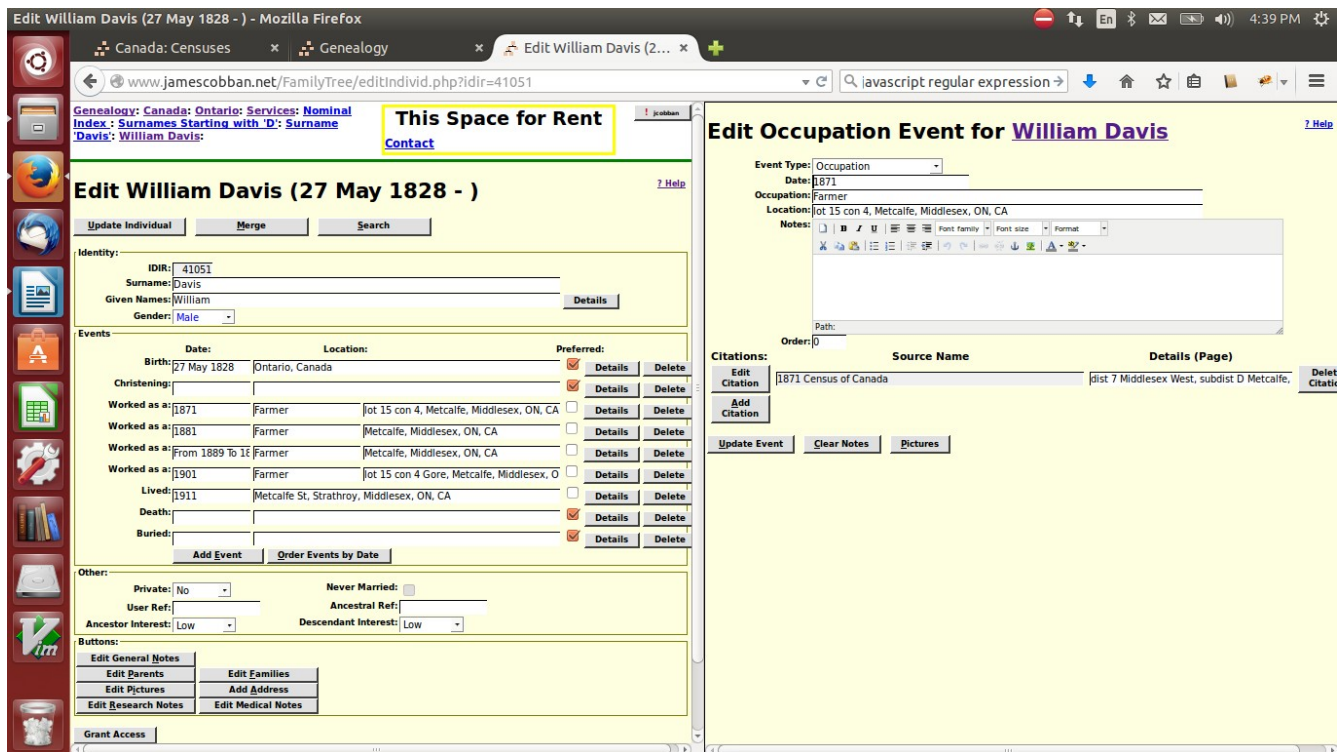 Edit William Davis (27 May 1828 - ) - Mozilla Firefox
En
4:39 PM
Canada: Censuses ×
Genealogy ×
Edit William Davis (2... ×
www.jamescobban.net/FamilyTree/editIndivid.php?idir=41051
javascript regular expression
Genealogy: Canada: Ontario: Services: Nominal
Index : Surnames Starting with 'D': Surname
'Davis': William Davis:
This Space for Rent
Contact
! jcobban
Edit William Davis (27 May 1828 - )
? Help
Update Individual Merge Search
Identity:
IDIR: 41051
Surname: Davis
Given Names: William Details
Gender: Male
Events
Date: Location: Preferred:
Birth: 27 May 1828 Ontario, Canada Details Delete
Christening: Details Delete
Worked as a: 1871 Farmer lot 15 con 4, Metcalfe, Middlesex, ON, CA Details Delete
Worked as a: 1881 Farmer Metcalfe, Middlesex, ON, CA Details Delete
Worked as a: From 1889 To 18 Farmer Metcalfe, Middlesex, ON, CA Details Delete
Worked as a: 1901 Farmer lot 15 con 4 Gore, Metcalfe, Middlesex, O Details Delete
Lived: 1911 Metcalfe St, Strathroy, Middlesex, ON, CA Details Delete
Death: Details Delete
Buried: Details Delete
Add Event Order Events by Date
Other:
Private: No Never Married:
User Ref: Ancestral Ref:
Ancestor Interest: Low Descendant Interest: Low
Buttons:
Edit General Notes
Edit Parents Edit Families
Edit Pictures Add Address
Edit Research Notes Edit Medical Notes
Grant Access
Edit Occupation Event for William Davis
? Help
Event Type: Occupation
Date: 1871
Occupation: Farmer
Location: lot 15 con 4, Metcalfe, Middlesex, ON, CA
Notes:
B I U Font family Font size Format
A
Path:
Order: 0
Citations: Source Name Details (Page)
Edit
Citation
1871 Census of Canada dist 7 Middlesex West, subdist D Metcalfe,
Delet
Citatio
Add
Citation
Update Event Clear Notes Pictures
Vim